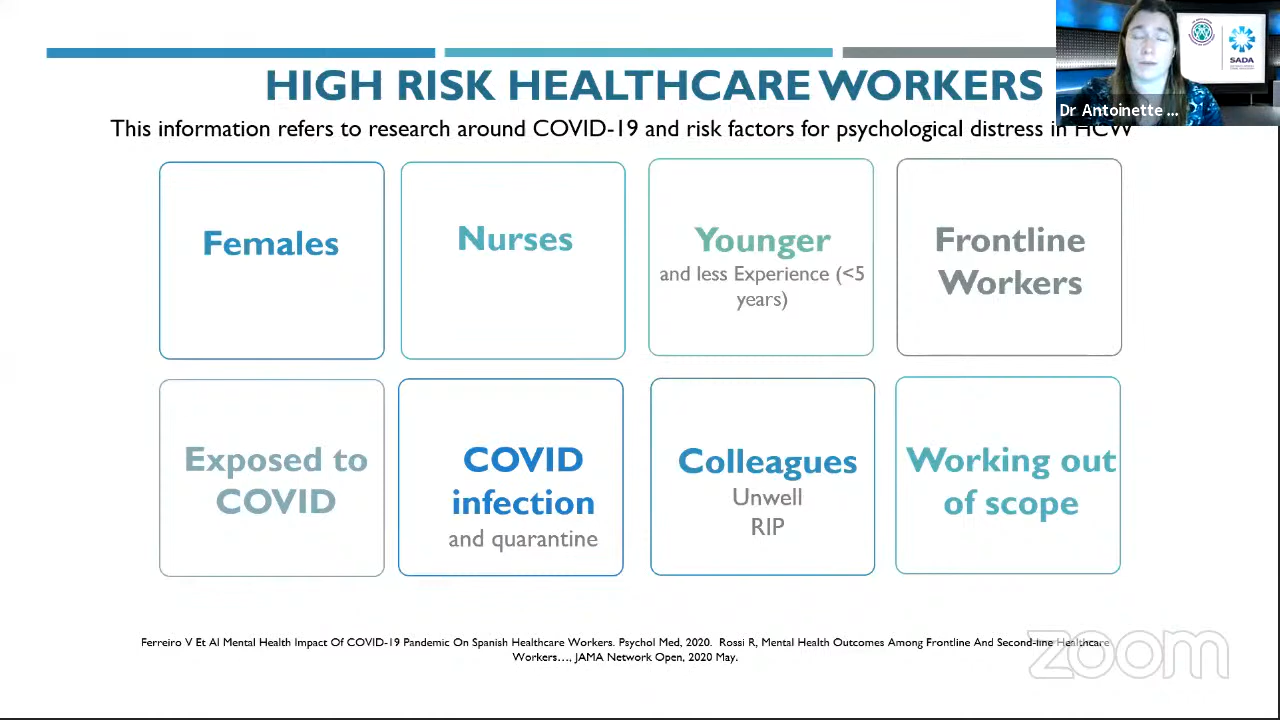 HIGH RISK HEALTHCARE WORKERS
This information refers to research around COVID-19 and risk factors for psychological distress in HCW
SADA
Dr Antoinette ...
Females
Nurses
Younger
and less Experience (<5
years)
Frontline
Workers
Exposed to
COVID
COVID
infection
and quarantine
Colleagues
Unwell
RIP
Working out
of scope
Ferreiro V Et Al Mental Health Impact Of COVID-19 Pandemic On Spanish Healthcare Workers. Psychol Med, 2020. Rossi R, Mental Health Outcomes Among Frontline And Second-line Healthcare
Workers…, JAMA Network Open, 2020 May.
zoom